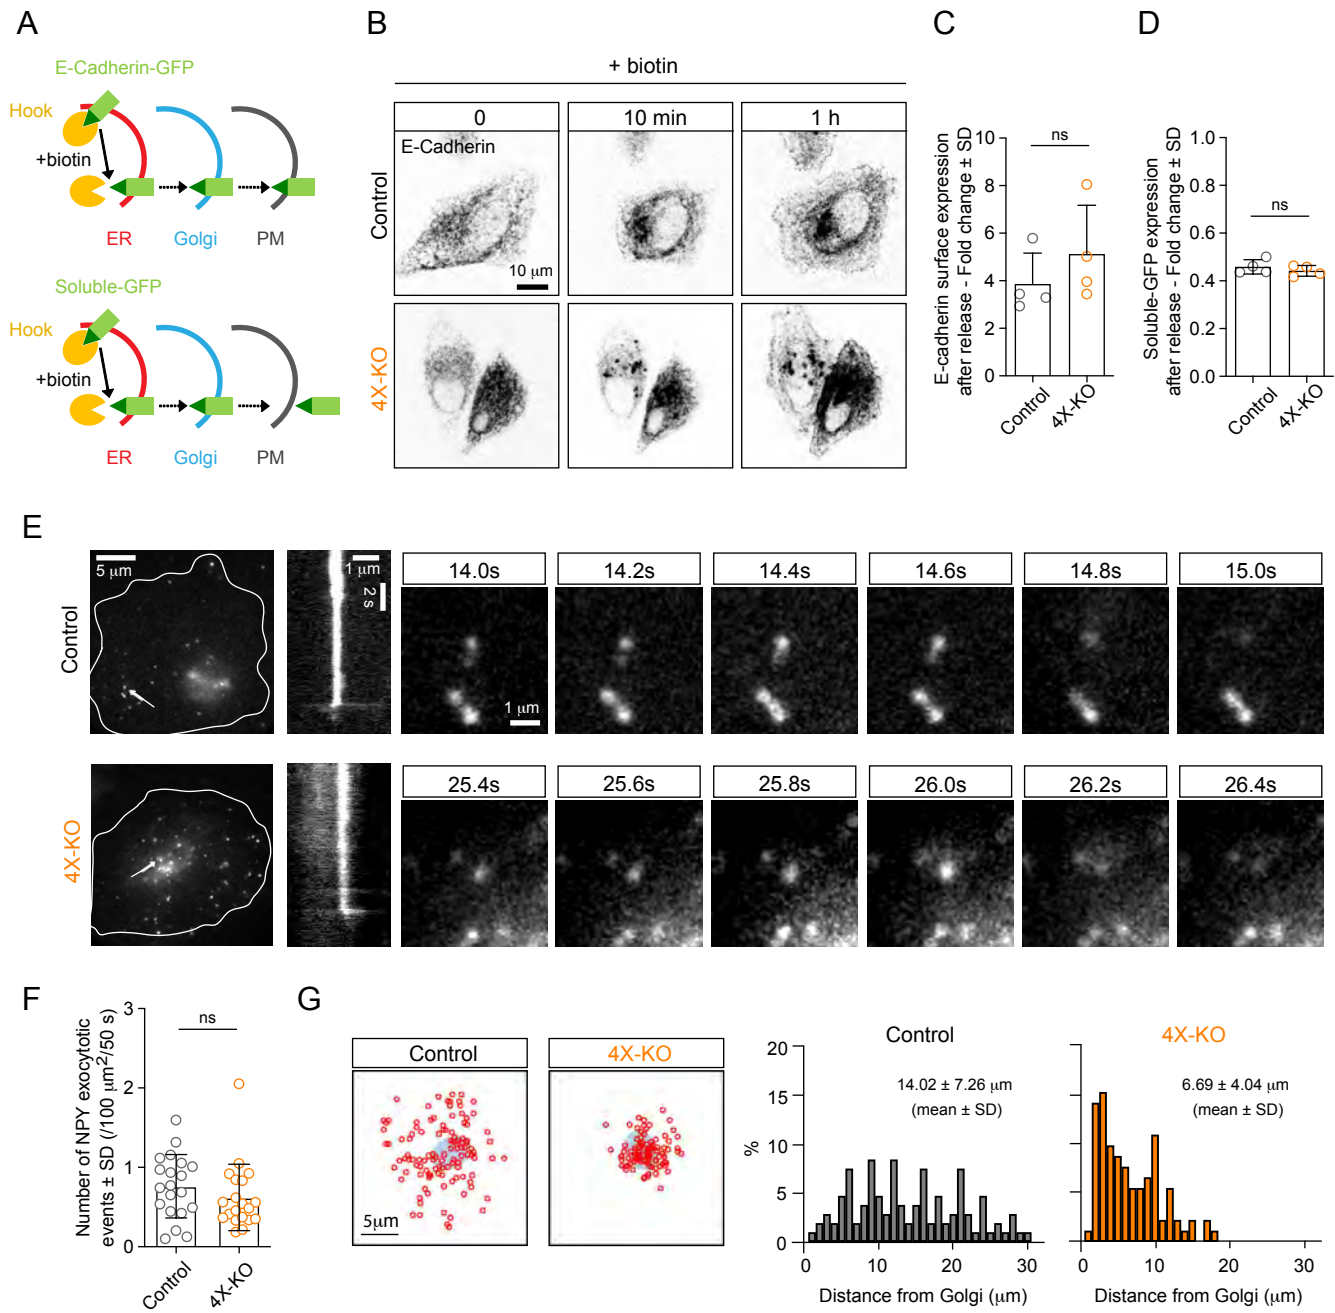 A
E-Cadherin-GFP
Hook
+biotin
ER
Golgi
PM
Soluble-GFP
Hook
+biotin
ER
Golgi
PM
B
+ biotin
0
10 min
1 h
E-Cadherin
Control
10 μm
4X-KO
C
E-cadherin surface expression
after release - Fold change ± SD
10
8
6
4
2
0
ns
Control
4X-KO
D
Soluble-GFP expression
after release - Fold change ± SD
1.0
0.8
0.6
0.4
0.2
0.0
ns
Control
4X-KO
E
Control
5 μm
1 μm
2 s
14.0s
14.2s
14.4s
14.6s
14.8s
15.0s
1 μm
4X-KO
25.4s
25.6s
25.8s
26.0s
26.2s
26.4s
F
Number of NPY exocytotic
events ± SD (/100 μm²/50 s)
3
2
1
0
ns
Control
4X-KO
G
Control
4X-KO
5μm
Control
14.02 ± 7.26 μm
(mean ± SD)
%
20
15
10
5
0
0
10
20
30
Distance from Golgi (μm)
4X-KO
6.69 ± 4.04 μm
(mean ± SD)
0
10
20
30
Distance from Golgi (μm)